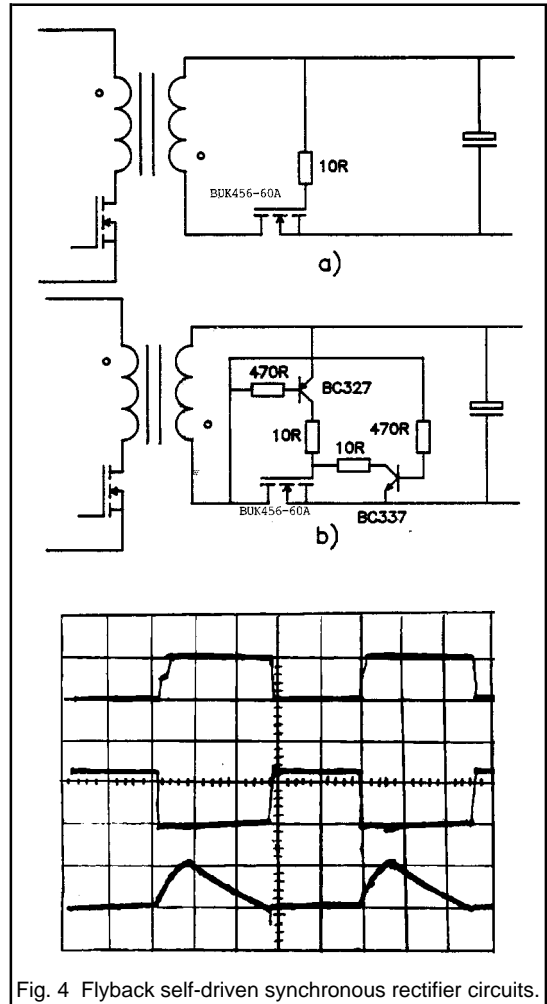 10R
BUK456-60A
a)
470R
BC327
10R
470R
10R
BUK456-60A
BC337
b)
Fig. 4 Flyback self-driven synchronous rectifier circuits.